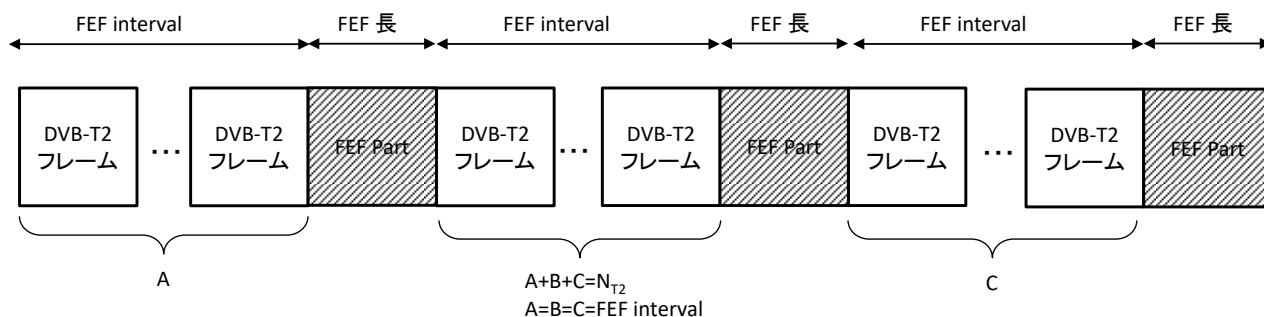 FEF interval
FEF 長
FEF interval
FEF 長
FEF interval
FEF 長
DVB-T2
フレーム
...
DVB-T2
フレーム
FEF Part
DVB-T2
フレーム
...
DVB-T2
フレーム
FEF Part
DVB-T2
フレーム
...
DVB-T2
フレーム
FEF Part
A
A+B+C=N_T2
A=B=C=FEF interval
C